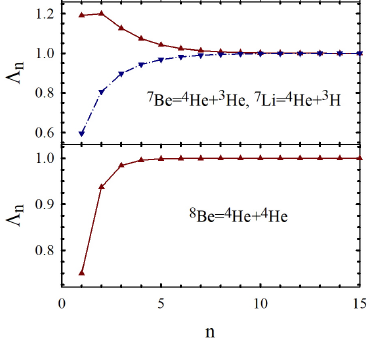 1.2
1.0
Λn
0.8
⁷Be=⁴He+³He, ⁷Li=⁴He+³H
0.6
1.0
0.9
Λn
⁸Be=⁴He+⁴He
0.8
0 5 10 15
n